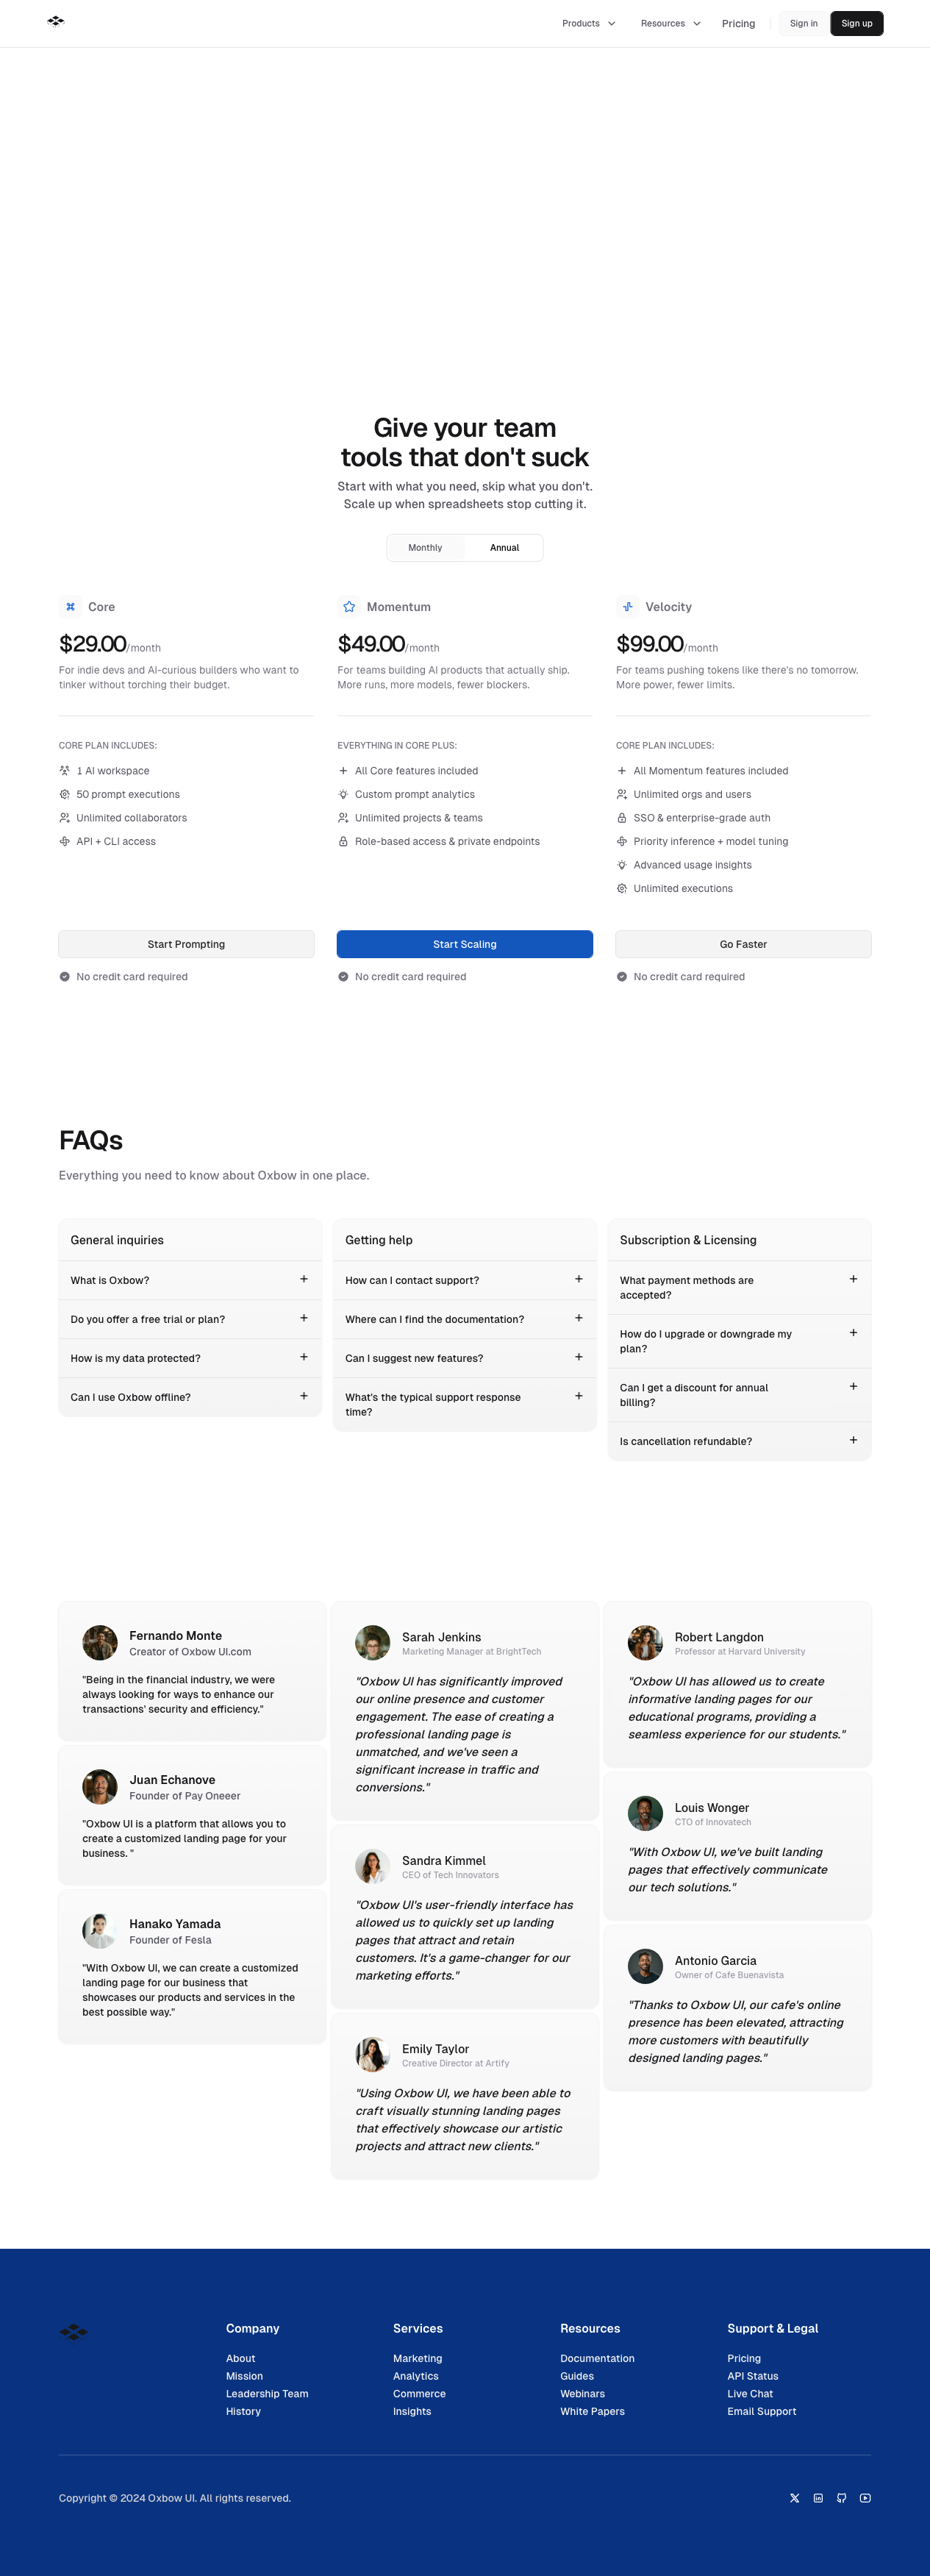 Products
Resources
Pricing
Sign in
Sign up
Give your team
tools that don't suck
Start with what you need, skip what you don't.
Scale up when spreadsheets stop cutting it.
Monthly
Annual
Core
$29.00/month
For indie devs and AI-curious builders who want to
tinker without torching their budget.
CORE PLAN INCLUDES:
1 AI workspace
50 prompt executions
Unlimited collaborators
API + CLI access
Start Prompting
No credit card required
Momentum
$49.00/month
For teams building AI products that actually ship.
More runs, more models, fewer blockers.
EVERYTHING IN CORE PLUS:
All Core features included
Custom prompt analytics
Unlimited projects & teams
Role-based access & private endpoints
Start Scaling
No credit card required
Velocity
$99.00/month
For teams pushing tokens like there's no tomorrow.
More power, fewer limits.
CORE PLAN INCLUDES:
All Momentum features included
Unlimited orgs and users
SSO & enterprise-grade auth
Priority inference + model tuning
Advanced usage insights
Unlimited executions
Go Faster
No credit card required
FAQs
Everything you need to know about Oxbow in one place.
General inquiries
What is Oxbow?
Do you offer a free trial or plan?
How is my data protected?
Can I use Oxbow offline?
Getting help
How can I contact support?
Where can I find the documentation?
Can I suggest new features?
What's the typical support response
time?
Subscription & Licensing
What payment methods are
accepted?
How do I upgrade or downgrade my
plan?
Can I get a discount for annual
billing?
Is cancellation refundable?
Fernando Monte
Creator of Oxbow UI.com
"Being in the financial industry, we were
always looking for ways to enhance our
transactions' security and efficiency."
Juan Echanove
Founder of Pay Oneeer
"Oxbow UI is a platform that allows you to
create a customized landing page for your
business. "
Hanako Yamada
Founder of Fesla
"With Oxbow UI, we can create a customized
landing page for our business that
showcases our products and services in the
best possible way."
Sarah Jenkins
Marketing Manager at BrightTech
"Oxbow UI has significantly improved
our online presence and customer
engagement. The ease of creating a
professional landing page is
unmatched, and we've seen a
significant increase in traffic and
conversions."
Sandra Kimmel
CEO of Tech Innovators
"Oxbow UI's user-friendly interface has
allowed us to quickly set up landing
pages that attract and retain
customers. It's a game-changer for our
marketing efforts."
Emily Taylor
Creative Director at Artify
"Using Oxbow UI, we have been able to
craft visually stunning landing pages
that effectively showcase our artistic
projects and attract new clients."
Robert Langdon
Professor at Harvard University
"Oxbow UI has allowed us to create
informative landing pages for our
educational programs, providing a
seamless experience for our students."
Louis Wonger
CTO of Innovatech
"With Oxbow UI, we've built landing
pages that effectively communicate
our tech solutions."
Antonio Garcia
Owner of Cafe Buenavista
"Thanks to Oxbow UI, our cafe's online
presence has been elevated, attracting
more customers with beautifully
designed landing pages."
Company
About
Mission
Leadership Team
History
Services
Marketing
Analytics
Commerce
Insights
Resources
Documentation
Guides
Webinars
White Papers
Support & Legal
Pricing
API Status
Live Chat
Email Support
Copyright © 2024 Oxbow UI. All rights reserved.